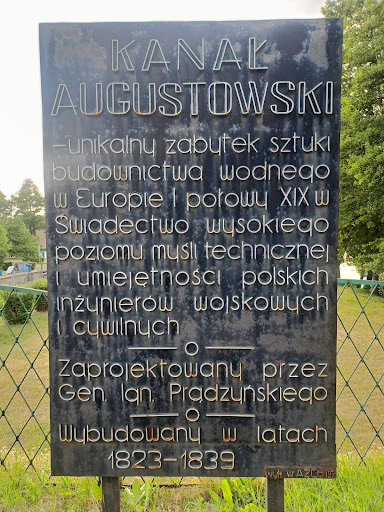 KANAŁ
AUGUSTOWSKI
—unikalny zabytek sztuki
budownictwa wodnego
w Europie I połowy XIX w
Świadectwo wysokiego
poziomu myśli technicznej
i umiejętności polskich
inżynierów wojskowych
i cywilnych
— o —
Zaprojektowany przez
Gen. Ign. Prądzyńskiego
— o —
Wybudowany w latach
1823-1839